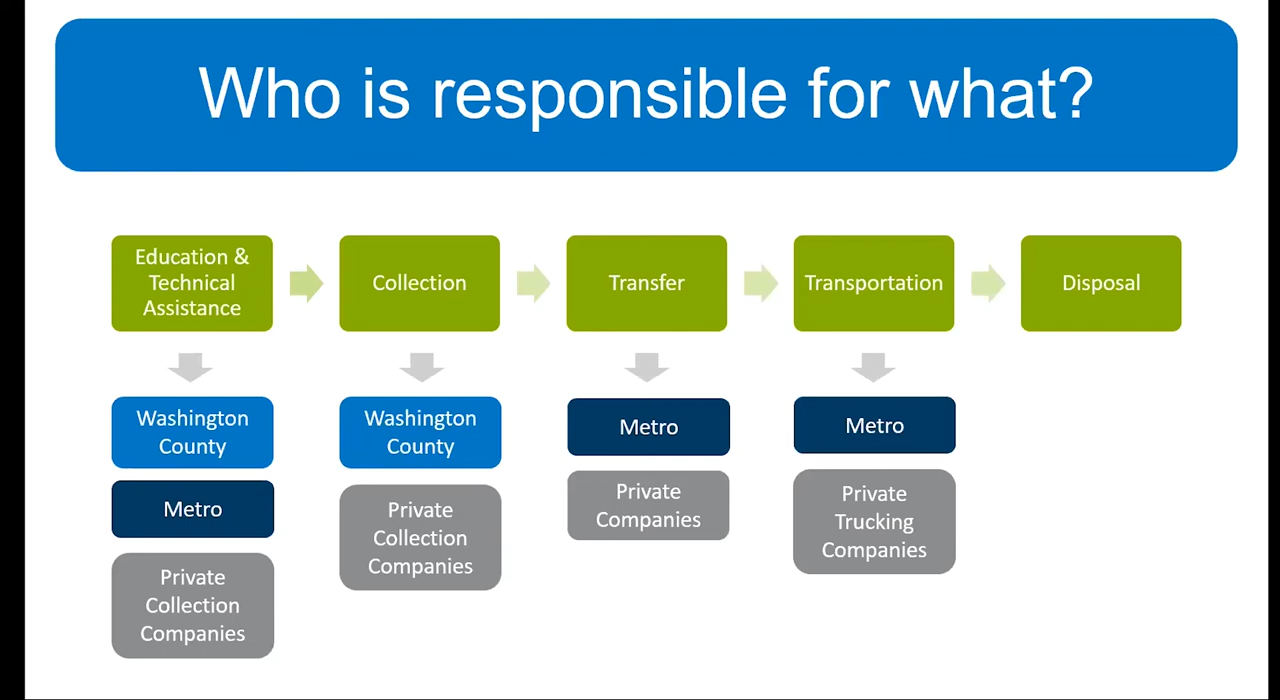 Who is responsible for what?
Education &
Technical
Assistance
Collection
Transfer
Transportation
Disposal
Washington
County
Metro
Private
Collection
Companies
Washington
County
Private
Collection
Companies
Metro
Private
Companies
Metro
Private
Trucking
Companies